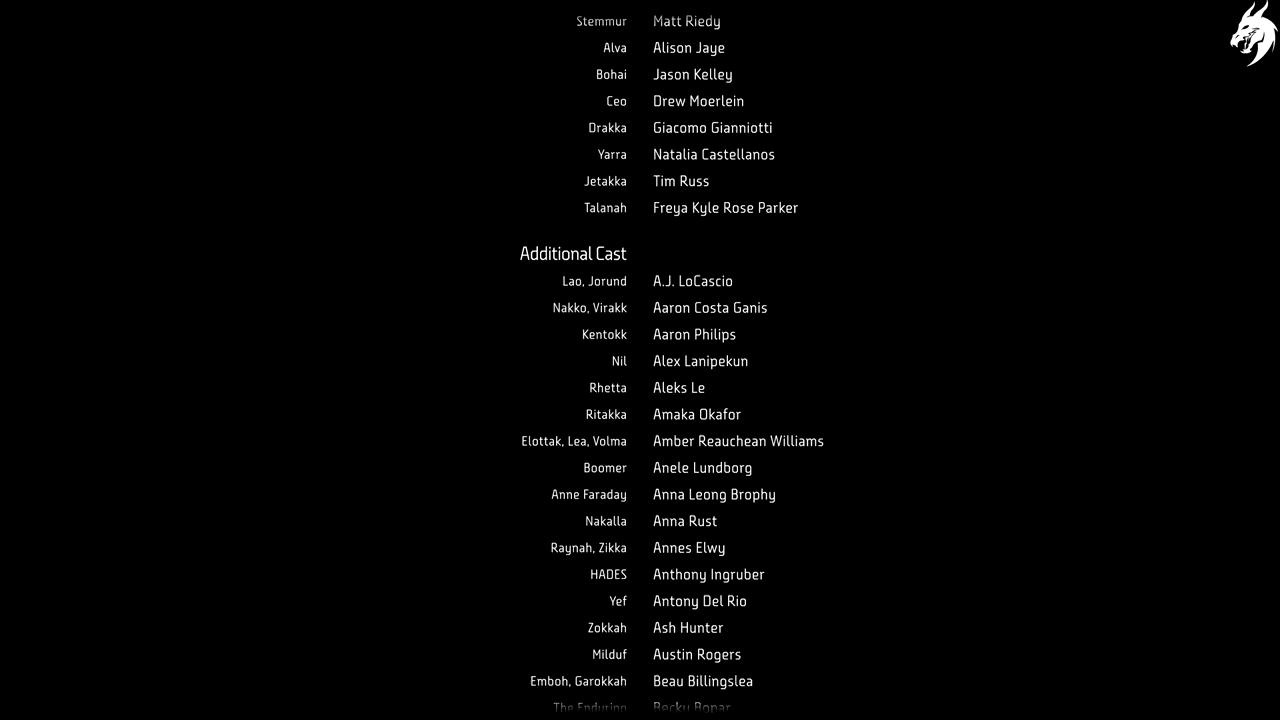 Stemmur Matt Riedy
Alva Alison Jaye
Bohai Jason Kelley
Ceo Drew Moerlein
Drakka Giacomo Gianniotti
Yarra Natalia Castellanos
Jetakka Tim Russ
Talanah Freya Kyle Rose Parker
Additional Cast
Lao, Jorund A.J. LoCascio
Nakko, Virakk Aaron Costa Ganis
Kentokk Aaron Philips
Nil Alex Lanipekun
Rhetta Aleks Le
Ritakka Amaka Okafor
Elottak, Lea, Volma Amber Reauchean Williams
Boomer Anele Lundborg
Anne Faraday Anna Leong Brophy
Nakalla Anna Rust
Raynah, Zikka Annes Elwy
HADES Anthony Ingruber
Yef Antony Del Rio
Zokkah Ash Hunter
Milduf Austin Rogers
Emboh, Garokkah Beau Billingslea
The Enduring Becky Bopar